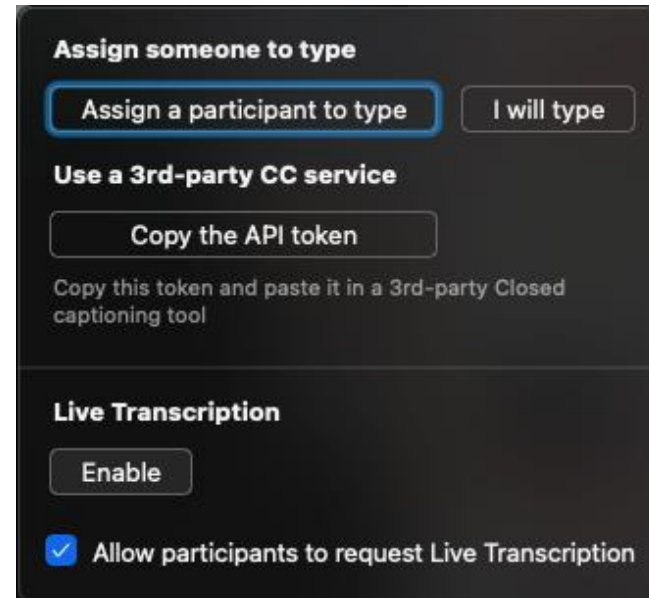 Assign someone to type
Assign a participant to type I will type
Use a 3rd-party CC service
Copy the API token
Copy this token and paste it in a 3rd-party Closed
captioning tool
Live Transcription
Enable
Allow participants to request Live Transcription